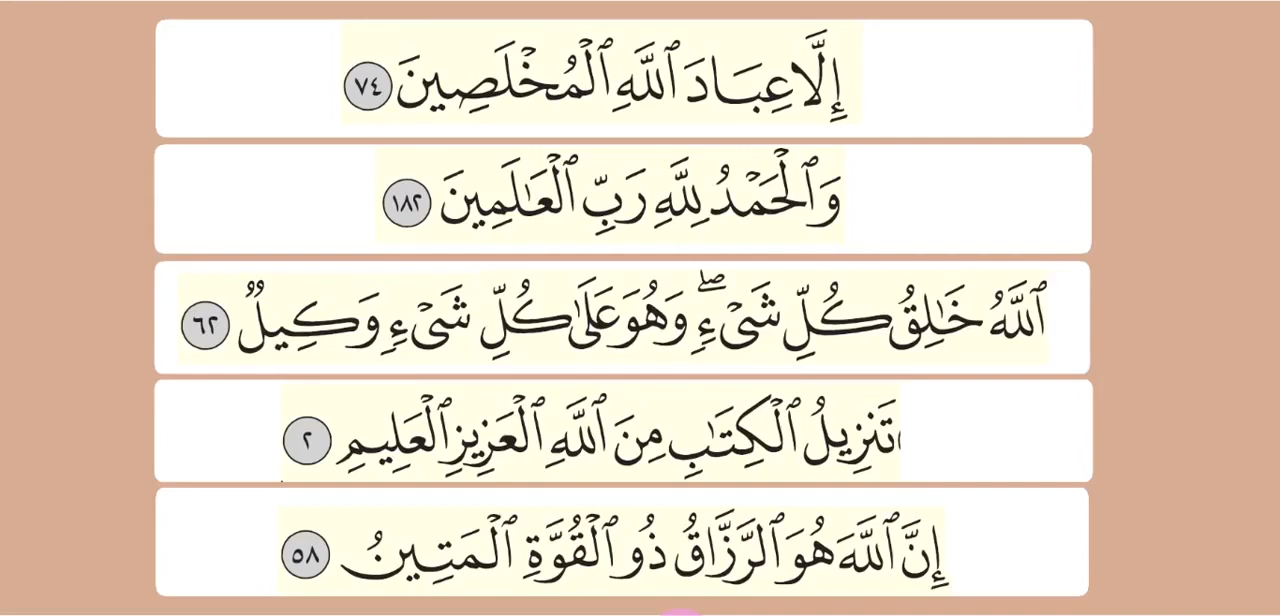 إِلَّا عِبَادَ ٱللَّهِ ٱلْمُخْلَصِينَ ٧٤
وَٱلْحَمْدُ لِلَّهِ رَبِّ ٱلْعَـٰلَمِينَ ١٨٢
ٱللَّهُ خَـٰلِقُ كُلِّ شَىْءٍۢ ۖ وَهُوَ عَلَىٰ كُلِّ شَىْءٍۢ وَكِيلٌۭ ٦٢
تَنزِيلُ ٱلْكِتَـٰبِ مِنَ ٱللَّهِ ٱلْعَزِيزِ ٱلْعَلِيمِ ٢
إِنَّ ٱللَّهَ هُوَ ٱلرَّزَّاقُ ذُو ٱلْقُوَّةِ ٱلْمَتِينُ ٥٨